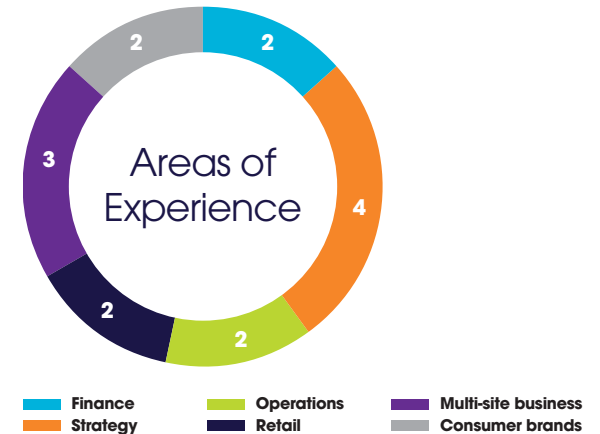 2
2
3
Areas of
Experience
4
2
2
Finance
Operations
Multi-site business
Strategy
Retail
Consumer brands